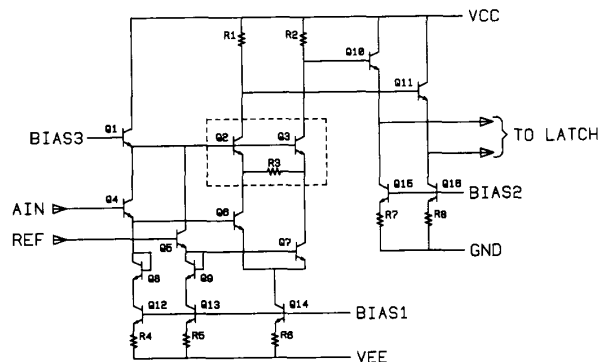 VCC
R1
R2
Q10
Q11
Q1
BIAS3
Q2
Q3
TO LATCH
R3
Q4
Q15
Q16
BIAS2
AIN
Q6
R7
R8
REF
Q5
Q7
GND
Q8
Q9
Q12
Q13
Q14
BIAS1
R4
R5
R6
VEE